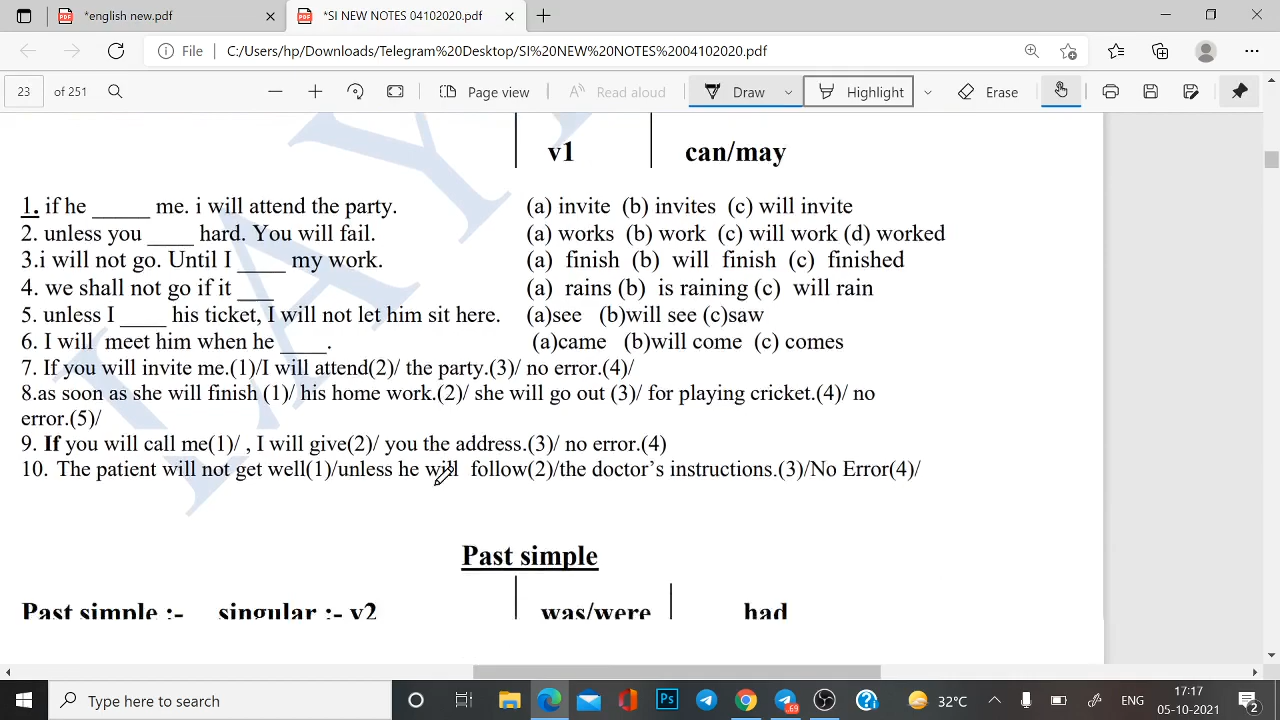 *english new.pdf
*SI NEW NOTES 04102020.pdf
File
C:/Users/hp/Downloads/Telegram%20Desktop/SI%20NEW%20NOTES%2004102020.pdf
23 of 251
Page view
Read aloud
Draw
Highlight
Erase
v1 can/may
1. if he _____ me. i will attend the party. (a) invite (b) invites (c) will invite
2. unless you ____ hard. You will fail. (a) works (b) work (c) will work (d) worked
3.i will not go. Until I ____ my work. (a) finish (b) will finish (c) finished
4. we shall not go if it ___ (a) rains (b) is raining (c) will rain
5. unless I ____ his ticket, I will not let him sit here. (a)see (b)will see (c)saw
6. I will meet him when he ____. (a)came (b)will come (c) comes
7. If you will invite me.(1)/I will attend(2)/ the party.(3)/ no error.(4)/
8.as soon as she will finish (1)/ his home work.(2)/ she will go out (3)/ for playing cricket.(4)/ no
error.(5)/
9. If you will call me(1)/ , I will give(2)/ you the address.(3)/ no error.(4)
10. The patient will not get well(1)/unless he will follow(2)/the doctor's instructions.(3)/No Error(4)/
Past simple
Past simple :- singular :- v2 was/were had
Type here to search
Ps
69
32°C
ENG
17:17
05-10-2021
2